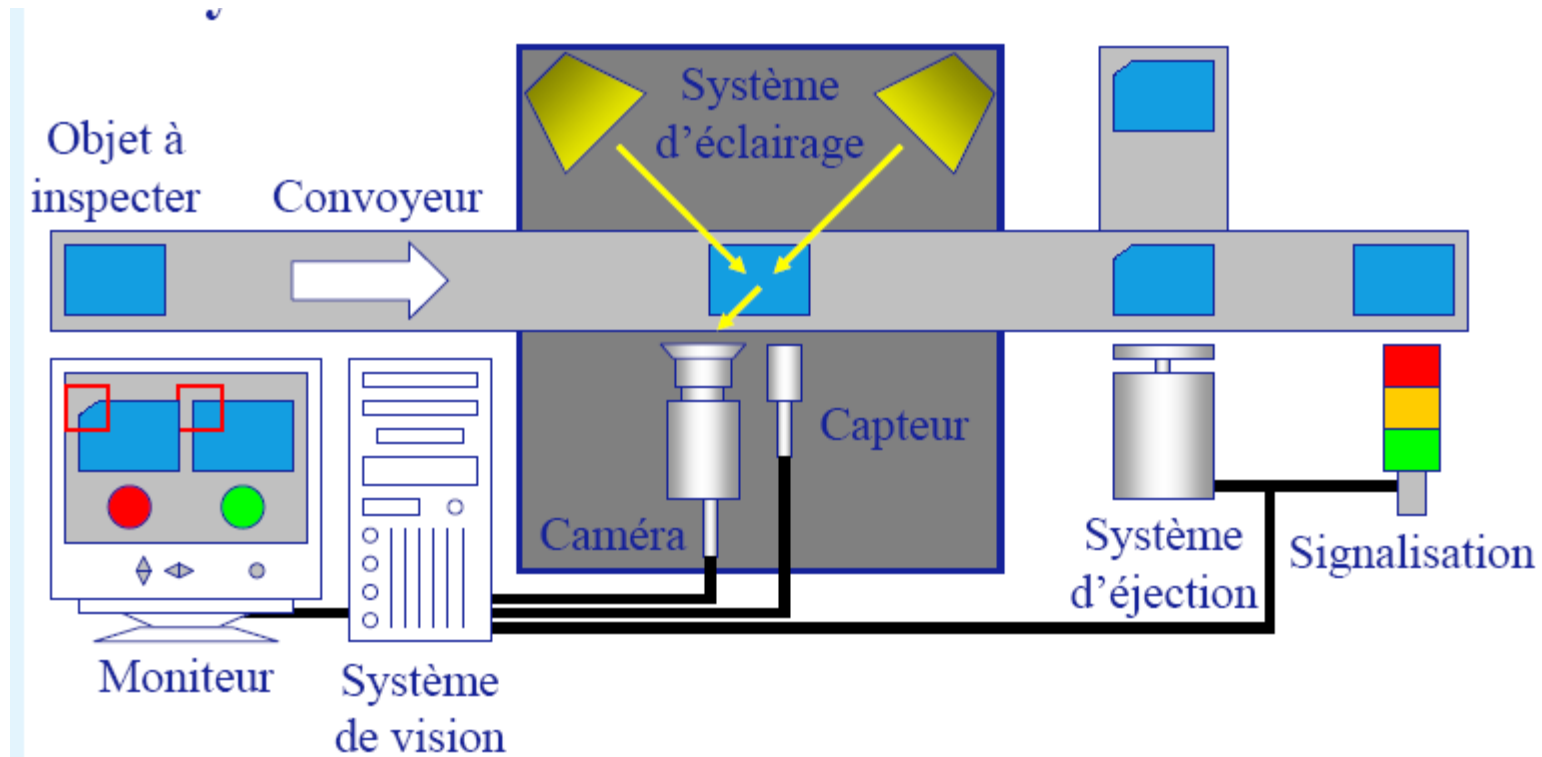 Système
d'éclairage
Objet à
inspecter
Convoyeur
Capteur
Caméra
Système
d'éjection
Signalisation
Moniteur
Système
de vision